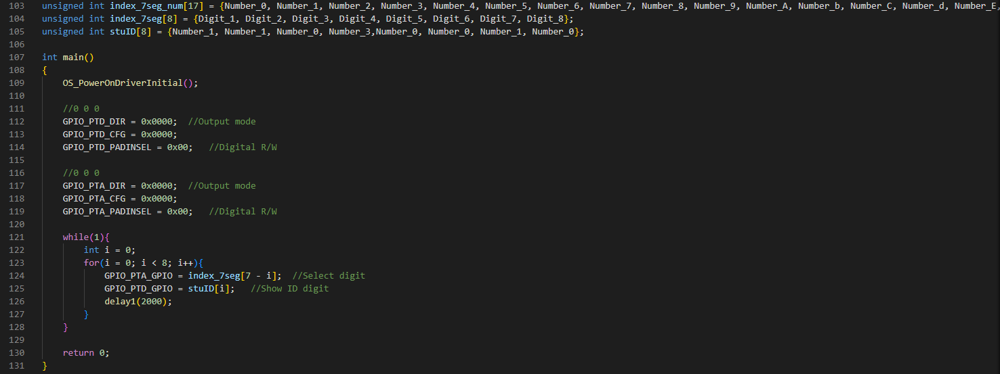 103 unsigned int index_7seg_num[17] = {Number_0, Number_1, Number_2, Number_3, Number_4, Number_5, Number_6, Number_7, Number_8, Number_9, Number_A, Number_b, Number_C, Number_d, Number_E,
104 unsigned int index_7seg[8] = {Digit_1, Digit_2, Digit_3, Digit_4, Digit_5, Digit_6, Digit_7, Digit_8};
105 unsigned int stuID[8] = {Number_1, Number_1, Number_0, Number_3,Number_0, Number_0, Number_1, Number_0};
106
107 int main()
108 {
109     OS_PowerOnDriverInitial();
110
111     //0 0 0
112     GPIO_PTD_DIR = 0x0000;  //Output mode
113     GPIO_PTD_CFG = 0x0000;
114     GPIO_PTD_PADINSEL = 0x00;   //Digital R/W
115
116     //0 0 0
117     GPIO_PTA_DIR = 0x0000;  //Output mode
118     GPIO_PTA_CFG = 0x0000;
119     GPIO_PTA_PADINSEL = 0x00;   //Digital R/W
120
121     while(1){
122         int i = 0;
123         for(i = 0; i < 8; i++){
124             GPIO_PTA_GPIO = index_7seg[7 - i];  //Select digit
125             GPIO_PTD_GPIO = stuID[i];   //Show ID digit
126             delay1(2000);
127         }
128     }
129
130     return 0;
131 }